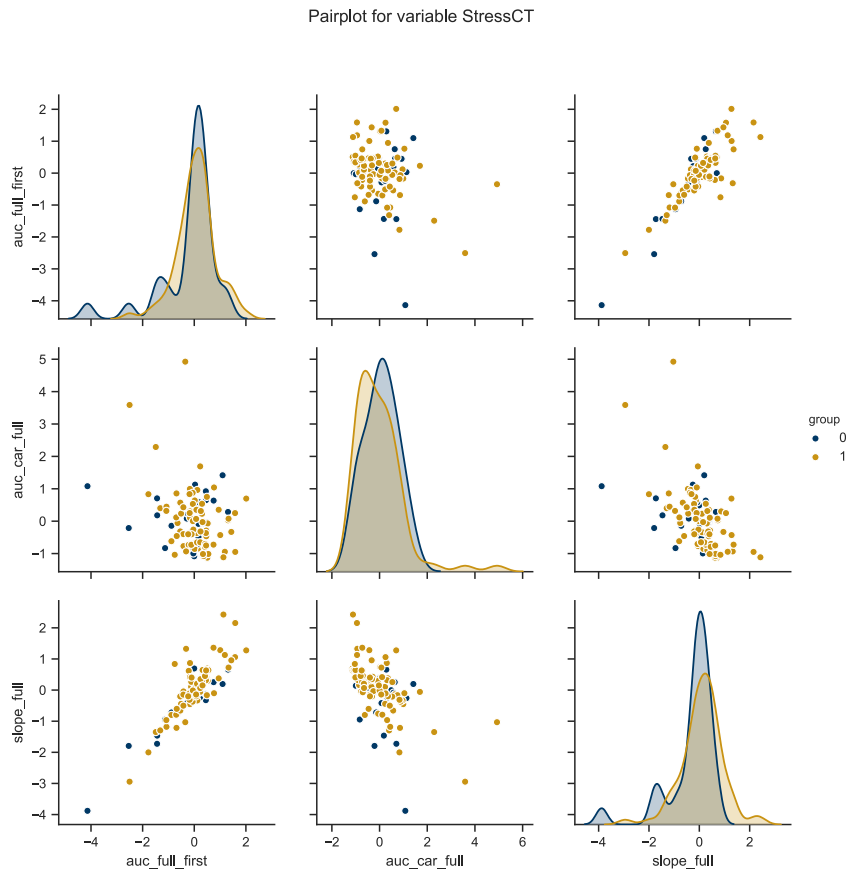 Pairplot for variable StressCT
2
1
0
−1
−2
−3
−4
auc_full_first
5
4
3
2
1
0
−1
auc_car_full
group
0
1
2
1
0
−1
−2
−3
−4
slope_full
−4 −2 0 2
auc_full_first
−2 0 2 4 6
auc_car_full
−4 −2 0 2
slope_full